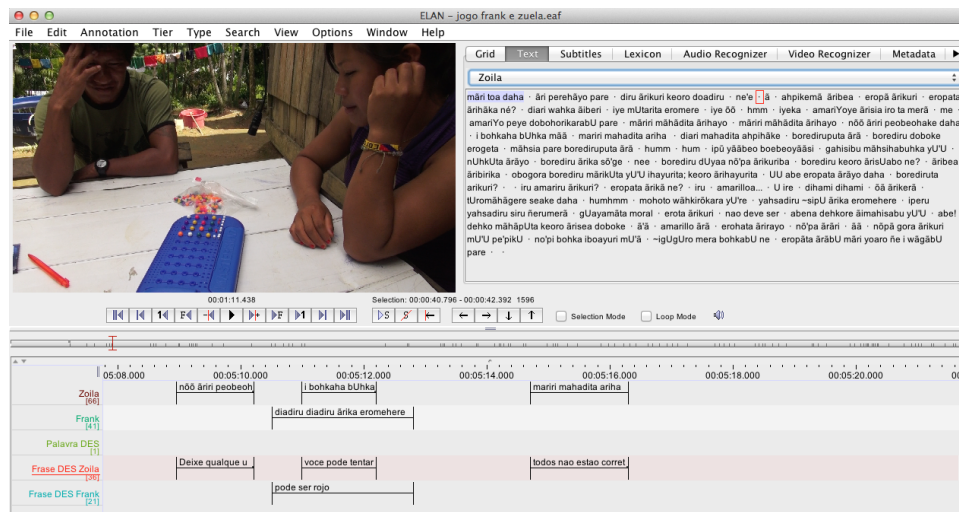 ELAN - jogo frank e zuela.eaf
File Edit Annotation Tier Type Search View Options Window Help
Grid Text Subtitles Lexicon Audio Recognizer Video Recognizer Metadata
Zoila
māri toa daha · ãri perehãyo pare · diru ãrikuri keoro doadiru · ne'e · ã · ahpikemã ãribea · eropã ãrikuri · eropata
ãrihãka né? · diari wahka ãiberi · iye mUtarita eromere · iye õõ · hmm · iyeka · amariYoye ãrisia iro ta merã · me ·
amariYo peye dobohorikarabU pare · mãriri mãhãdita ãrihayo · mãriri mãhãdita ãrihayo · nõõ ãriri peobeohake daha
· i bohkaha bUhka mãã · mariri mahadita ariha · diari mahadita ahpihãke · borediruputa ãrã · borediru doboke
erogeta · mãhsia pare borediruputa ãrã · humm · hum · ipû yããbeo boebeoyããsi · gahisibu mãhsihabuhka yU'U ·
nUhkUta ãrãyo · borediru ãrika sõ'ge · nee · borediru dUyaa nõ'pa ãrikuriba · borediru keoro ãrisUabo ne? · ãribea
ãribirika · obogora borediru mãrikUta yU'U ihayurita; keoro ãrihayurita · UU abe eropata ãrãyo daha · borediruta
arikuri? · · iru amariru ãrikuri? · eropata ãrikã ne? · iru · amarilloa... · U ire · dihami dihami · õã ãrikerã ·
tUromãhãgere seake daha · humhmm · mohoto wãhkirõkara yU're · yahsadiru ~sipU ãrika eromere · iperu
yahsadiru siru ñerumerã · gUayamãta moral · erota ãrikuri · nao deve ser · abena dehkore ãimahisabu yU'U · abe!
dehko mãhãpUta keoro ãrisea doboke · ã'ã · amarillo ãrã · erohata ãrirayo · nõ'pa ãrãri · ãã · nõpã gora ãrikuri
mU'U pe'pikU · no'pi bohka iboayuri mU'ã · ~igUgUro mera bohkabU ne · eropãta ãrãbU mãri yoaro ñe i wãgãbU
pare · ·
00:01:11.438 Selection: 00:00:40.796 - 00:00:42.392 1596
Selection Mode Loop Mode
05:08.000 00:05:10.000 00:05:12.000 00:05:14.000 00:05:16.000 00:05:18.000 00:05:20.000
Zoila nõõ ãriri peobeoh i bohkaha bUhka mariri mahadita ariha
[66]
Frank diadiru diadiru ãrika eromehere
[41]
Palavra DES
[1]
Frase DES Zoila Deixe qualque u voce pode tentar todos nao estao corret
[36]
Frase DES Frank pode ser rojo
[21]